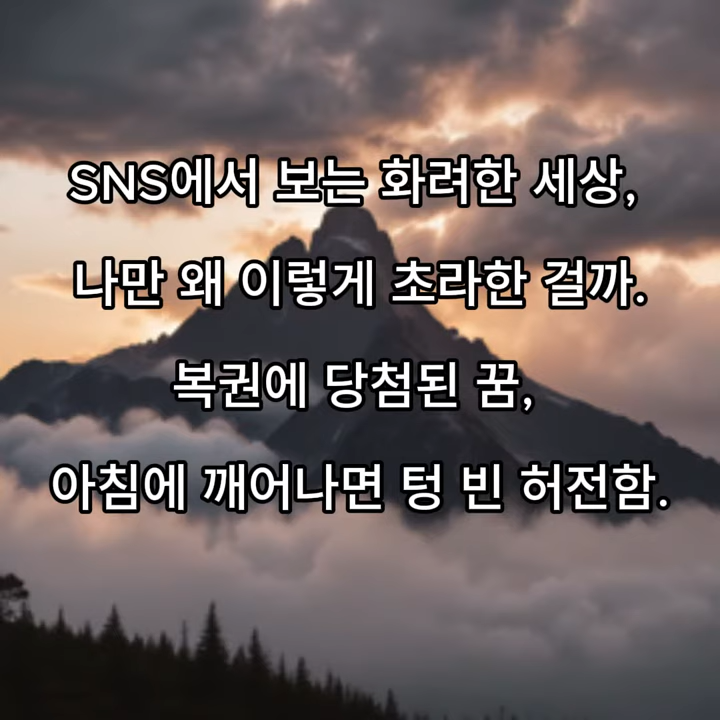 SNS에서 보는 화려한 세상,
나만 왜 이렇게 초라한 걸까.
복권에 당첨된 꿈,
아침에 깨어나면 텅 빈 허전함.